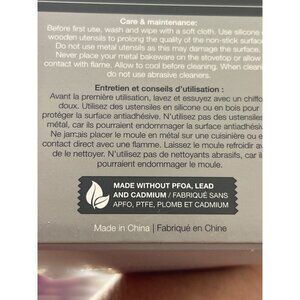 Care & maintenance:
Before first use, wash and wipe with a soft cloth. Use silicone
wooden utensils to prolong the quality of the non-stick surface
Do not use metal utensils as this may damage the surface.
Never place your metal bakeware on the stovetop or allow
contact with flame. Allow to cool before cleaning. When clean
do not use abrasive cleaners.
Entretien et conseils d'utilisation :
Avant la première utilisation, lavez et essuyez avec un chiffo
doux. Utilisez des ustensiles en silicone ou en bois pour
protéger la surface antiadhésive. N'utilisez pas des ustensiles
métal, car ils pourraient endommager la surface antiadhési
Ne jamais placer le moule en métal sur une cuisinière ou e
contact direct avec une flamme. Laissez le moule refroidir av
de le nettoyer. N'utilisez pas de nettoyants abrasifs, car il
pourraient endommager le moule.
MADE WITHOUT PFOA, LEAD
AND CADMIUM / FABRIQUÉ SANS
APFO, PTFE, PLOMB ET CADMIUM
Made in China | Fabriqué en Chine